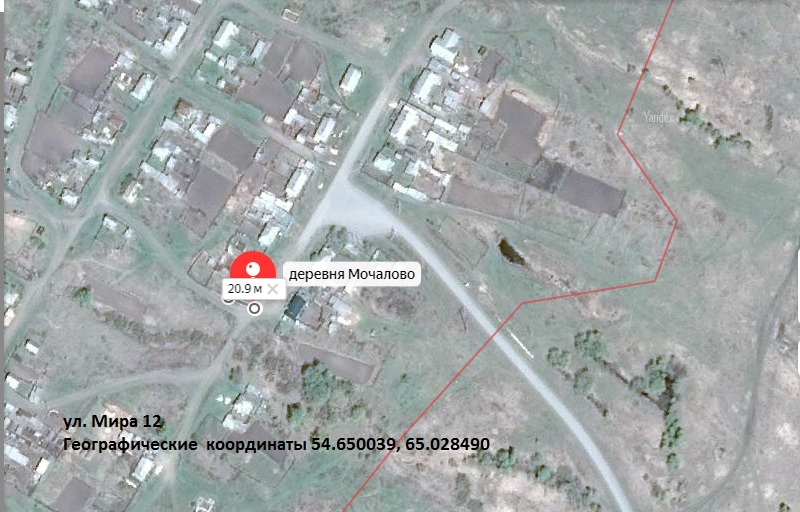 Yandex
деревня Мочалово
20.9 м
ул. Мира 12,
Географические координаты 54.650039, 65.028490